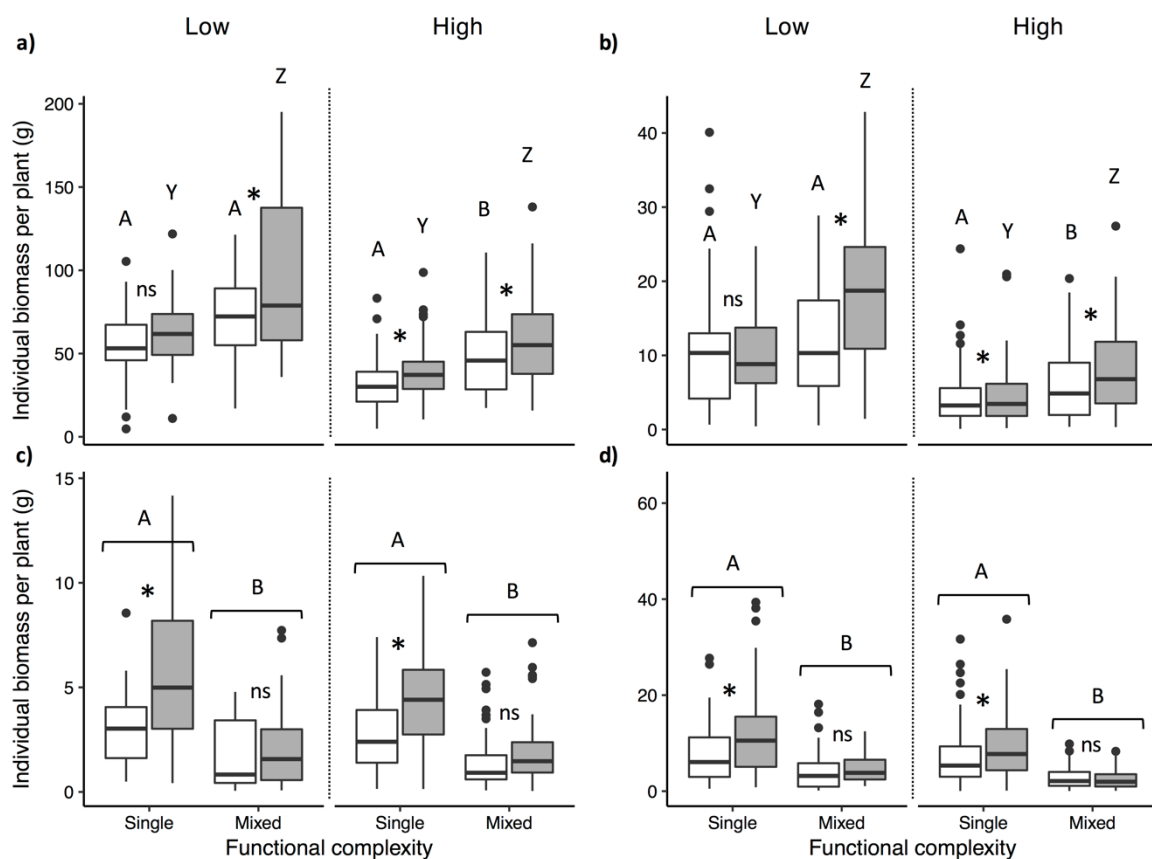 Low High
a)
Individual biomass per plant (g)
200
150
100
50
0
A
ns
Y
A
*
Z
A
*
Y
B
*
Z
Low High
b)
40
30
20
10
0
A
ns
Y
A
*
Z
A
*
Y
B
*
Z
c)
Individual biomass per plant (g)
15
10
5
0
A
*
B
ns
A
*
B
ns
Single Mixed Single Mixed
Functional complexity
d)
60
40
20
0
A
*
B
ns
A
*
B
ns
Single Mixed Single Mixed
Functional complexity